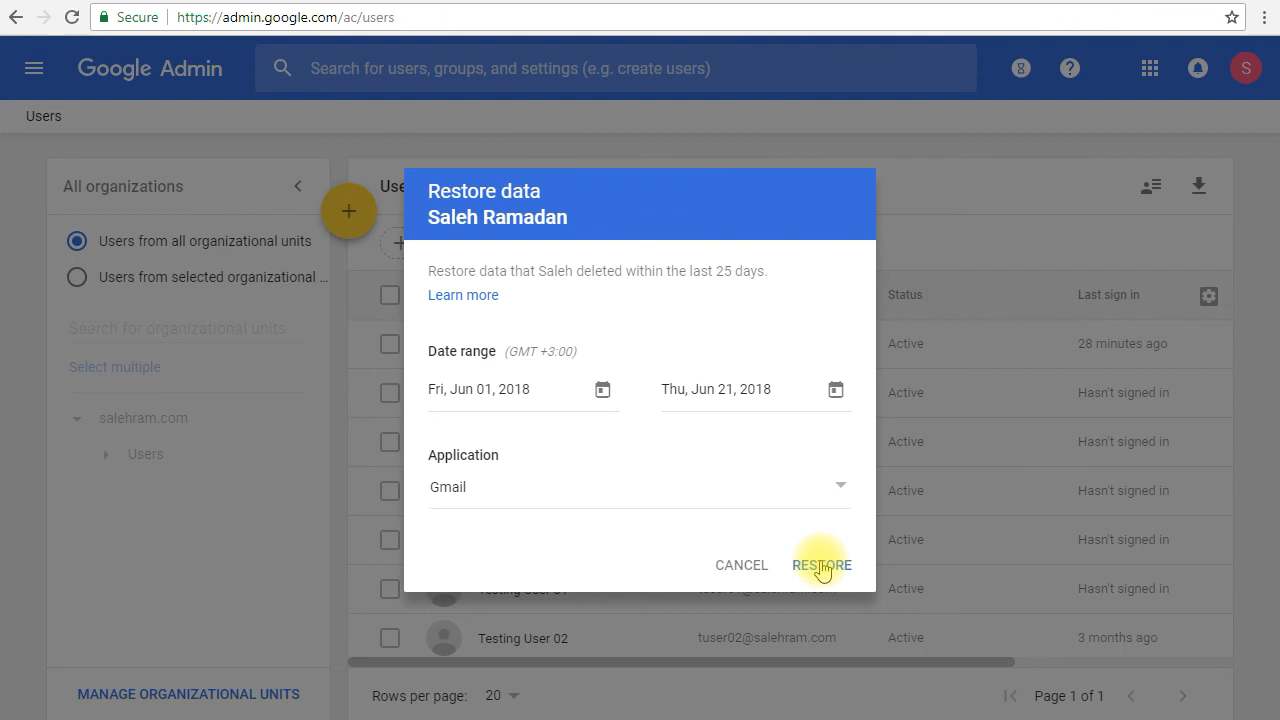 Secure
https://admin.google.com/ac/users
Google Admin
Search for users, groups, and settings (e.g. create users)
S
Users
All organizations
Users from all organizational units
Users from selected organizational ...
Search for organizational units
Select multiple
salehram.com
Users
MANAGE ORGANIZATIONAL UNITS
Restore data
Saleh Ramadan
Restore data that Saleh deleted within the last 25 days.
Learn more
Date range (GMT +3:00)
Fri, Jun 01, 2018
Thu, Jun 21, 2018
Application
Gmail
CANCEL
RESTORE
Status Last sign in
Active 28 minutes ago
Active Hasn't signed in
Active Hasn't signed in
Active Hasn't signed in
Active Hasn't signed in
Active Hasn't signed in
Testing User 02 tuser02@salehram.com Active 3 months ago
Rows per page: 20 Page 1 of 1